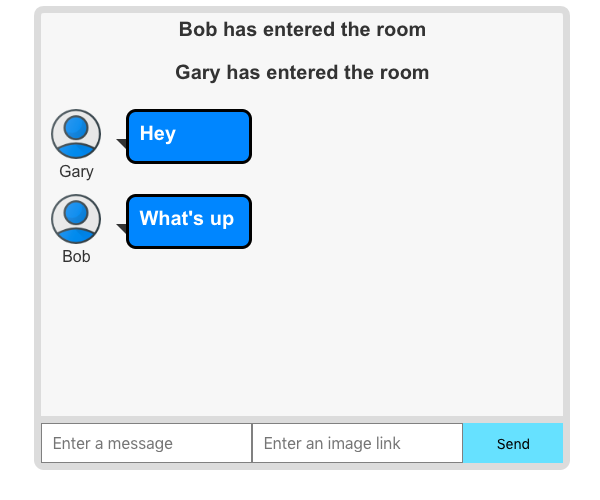 Bob has entered the room
Gary has entered the room
Hey
Gary
What's up
Bob
Enter a message
Enter an image link
Send